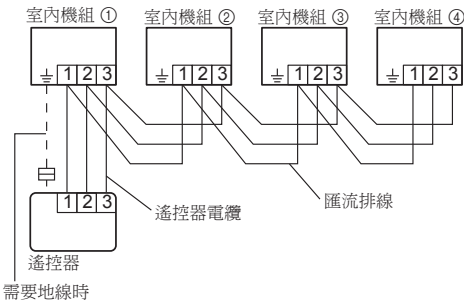 室內機組 ① 室內機組 ② 室內機組 ③ 室內機組 ④
1 2 3 1 2 3 1 2 3 1 2 3
匯流排線
1 2 3
遙控器電纜
遙控器
需要地線時